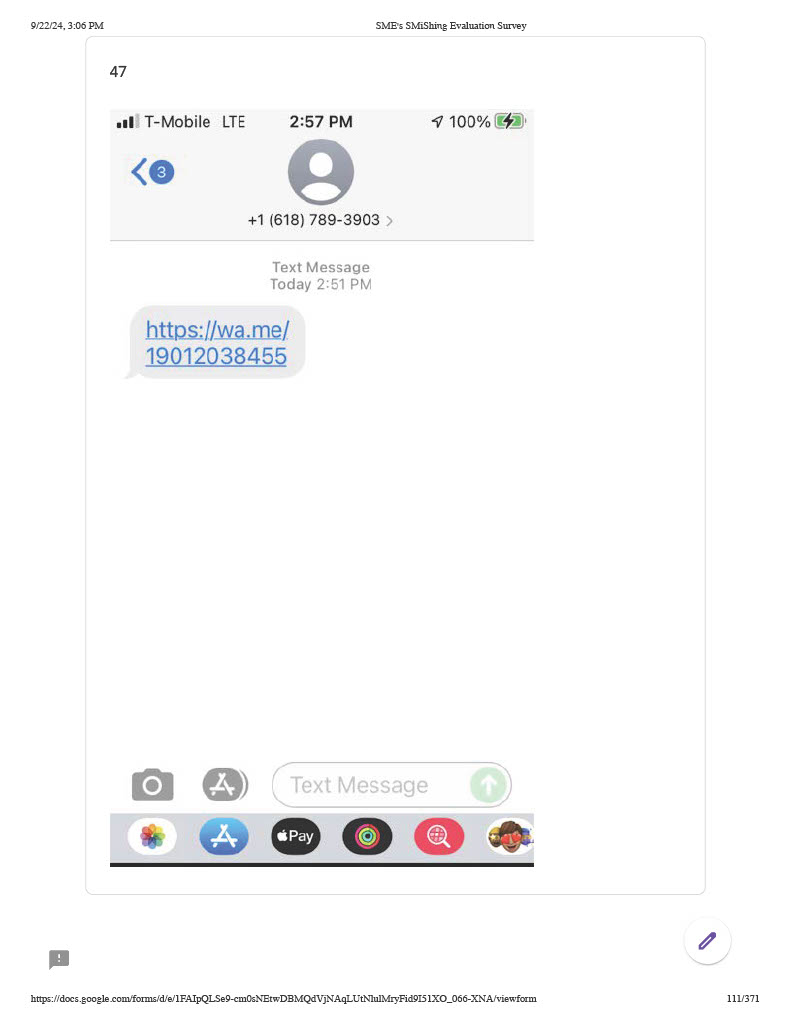 9/22/24, 3:06 PM
SME's SMiShing Evaluation Survey
47
T-Mobile LTE
2:57 PM
100%
3
+1 (618) 789-3903 >
Text Message
Today 2:51 PM
https://wa.me/
19012038455
Text Message
Pay
https://docs.google.com/forms/d/e/1FAIpQLSe9-cm0sNEtwDBMQdVjNAqLUtNlulMryFid9I51XO_066-XNA/viewform
111/371